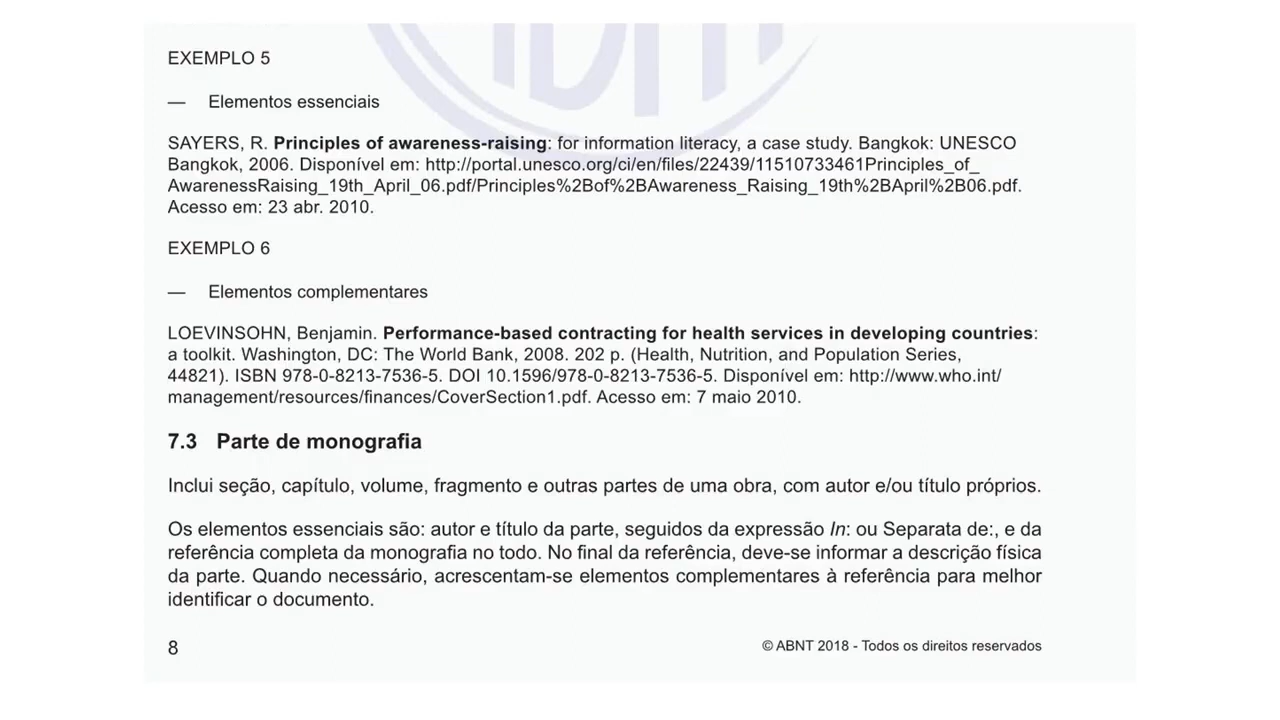 EXEMPLO 5
— Elementos essenciais
SAYERS, R. Principles of awareness-raising: for information literacy, a case study. Bangkok: UNESCO
Bangkok, 2006. Disponível em: http://portal.unesco.org/ci/en/files/22439/11510733461Principles_of_
AwarenessRaising_19th_April_06.pdf/Principles%2Bof%2BAwareness_Raising_19th%2BApril%2B06.pdf.
Acesso em: 23 abr. 2010.
EXEMPLO 6
— Elementos complementares
LOEVINSOHN, Benjamin. Performance-based contracting for health services in developing countries:
a toolkit. Washington, DC: The World Bank, 2008. 202 p. (Health, Nutrition, and Population Series,
44821). ISBN 978-0-8213-7536-5. DOI 10.1596/978-0-8213-7536-5. Disponível em: http://www.who.int/
management/resources/finances/CoverSection1.pdf. Acesso em: 7 maio 2010.
7.3 Parte de monografia
Inclui seção, capítulo, volume, fragmento e outras partes de uma obra, com autor e/ou título próprios.
Os elementos essenciais são: autor e título da parte, seguidos da expressão In: ou Separata de:, e da
referência completa da monografia no todo. No final da referência, deve-se informar a descrição física
da parte. Quando necessário, acrescentam-se elementos complementares à referência para melhor
identificar o documento.
8
© ABNT 2018 - Todos os direitos reservados